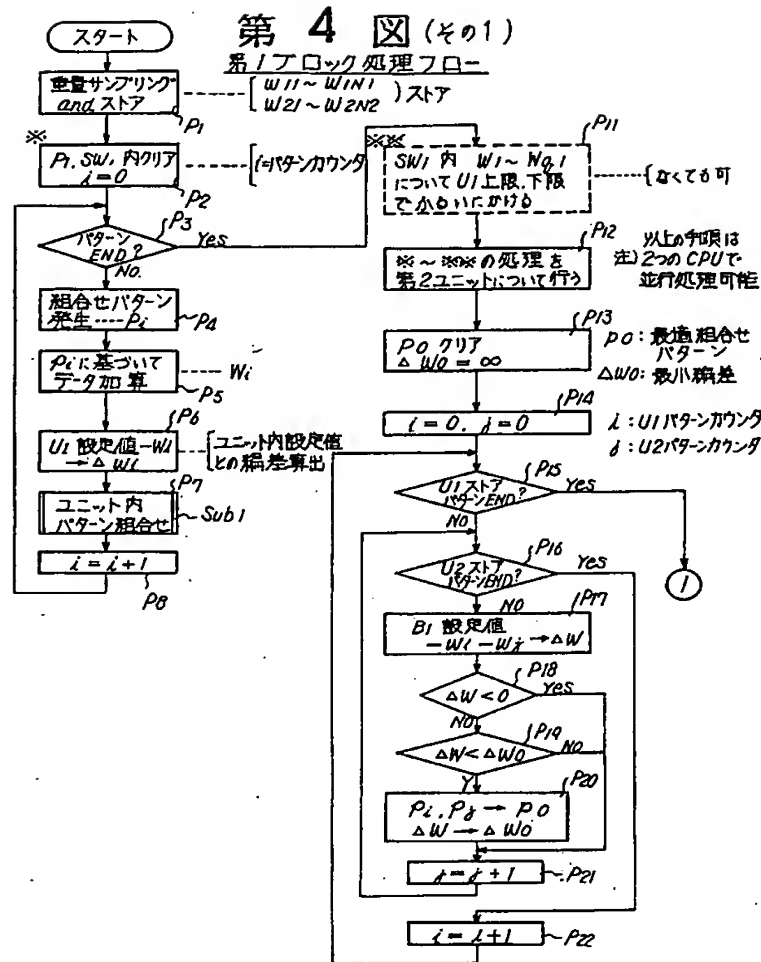 第4図(その1)
第1ブロック処理フロー
スタート
重量サンプリング
and ストア
P1
W11~W1N1
W21~W2N2
ストア
※
P1, SW1 内クリア
i=0
P2
i=パターンカウンタ
P3
パターン
END?
Yes
No.
組合せパターン
発生----Pi
P4
Piに基づいて
データ加算
P5
Wi
P6
U1 設定値-Wi
→△Wi
ユニット内設定値
との偏差算出
P7
ユニット内
パターン組合せ
Sub1
i=i+1
P8
P11
※※
SW1内 W1~Wq,1
についてU1上限,下限
でふるいにかける
なくても可
P12
※~※※の処理を
第2ユニットについて行う
以上の手順は
注)2つのCPUで
並行処理可能
P13
P0 クリア
△W0=∞
P0:最適組合せ
パターン
△W0:最小偏差
P14
i=0. j=0
i:U1パターンカウンタ
j:U2パターンカウンタ
P15
U1ストア
パターンEND?
Yes
NO
1
P16
U2ストア
パターンEND?
Yes
NO
P17
B1 設定値
-Wi-Wj→△W
P18
△W<0
Yes
NO
P19
△W<△W0
NO
Y
P20
Pi, Pj→P0
△W→△W0
j=j+1
P21
i=i+1
P22